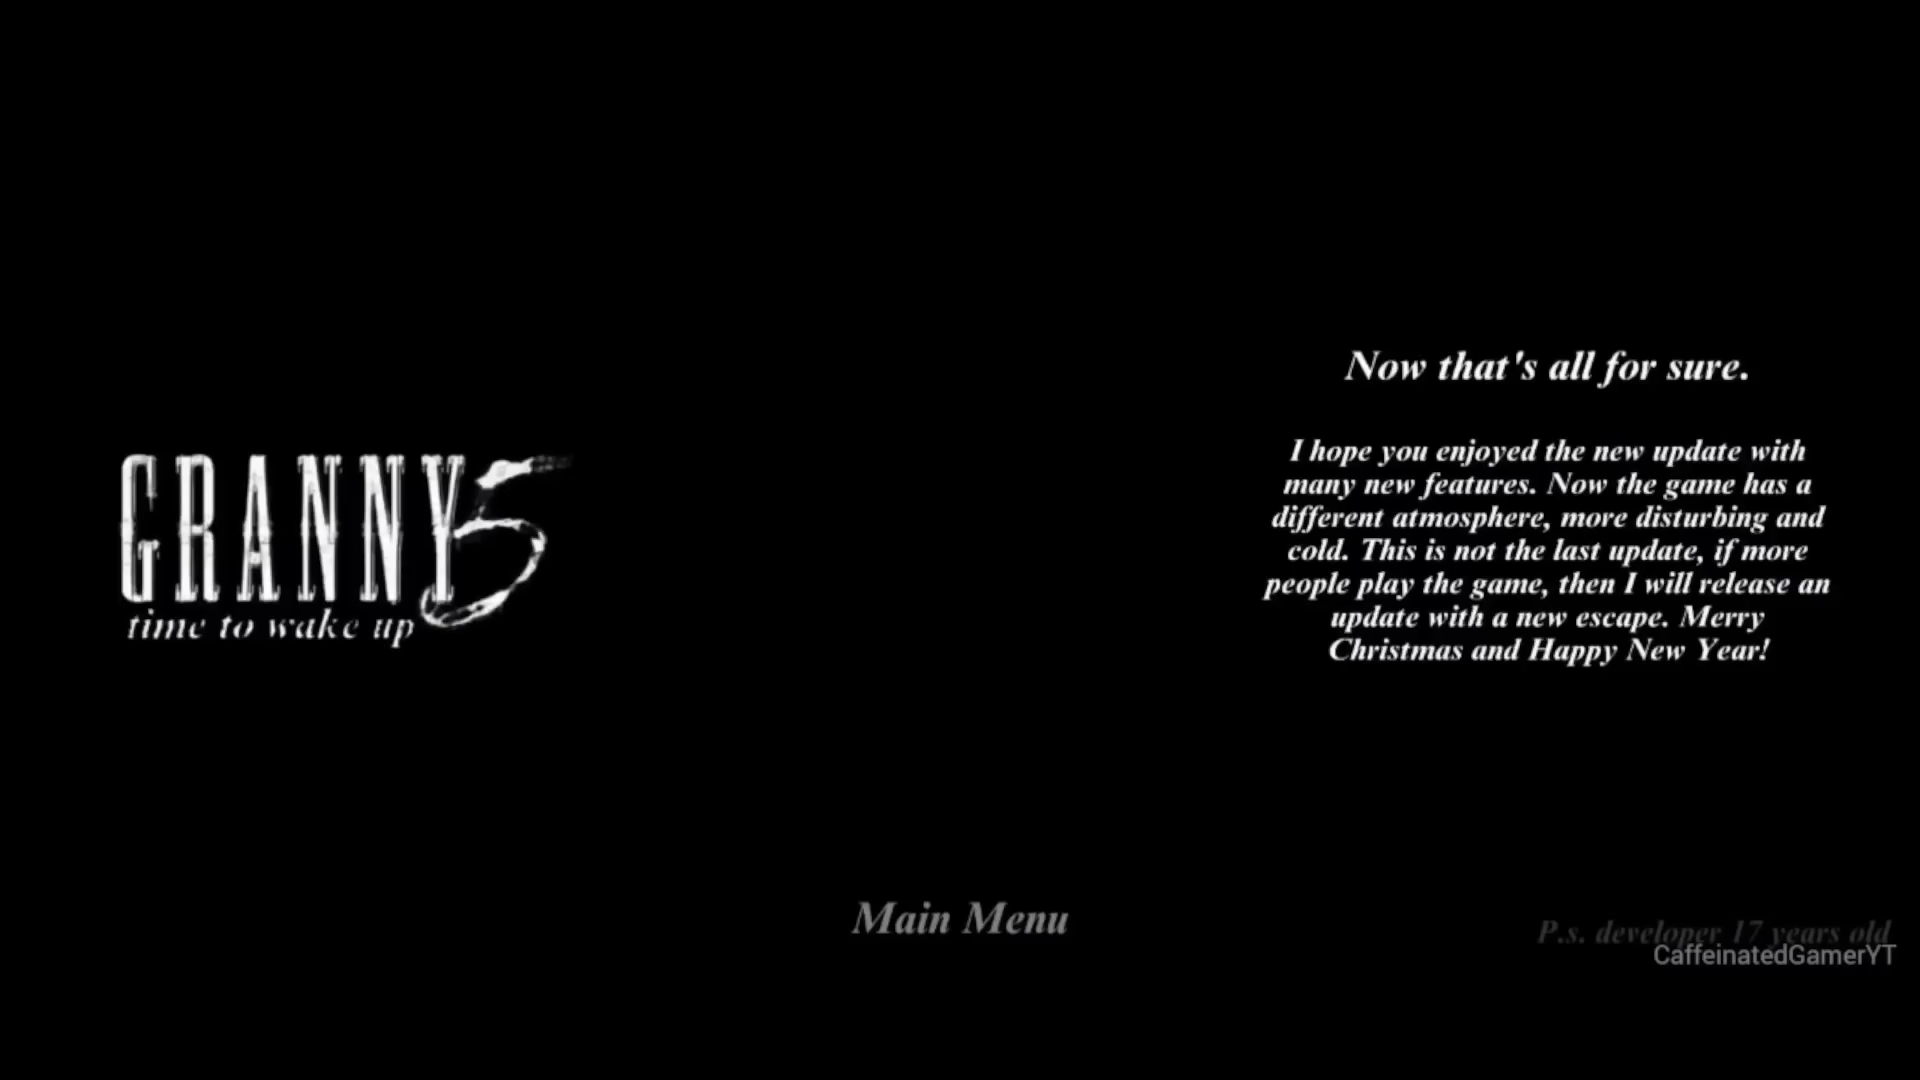 GRANNY 5
time to wake up
Now that's all for sure.
I hope you enjoyed the new update with
many new features. Now the game has a
different atmosphere, more disturbing and
cold. This is not the last update, if more
people play the game, then I will release an
update with a new escape. Merry
Christmas and Happy New Year!
Main Menu
P.s. developer 17 years old
CaffeinatedGamerYT